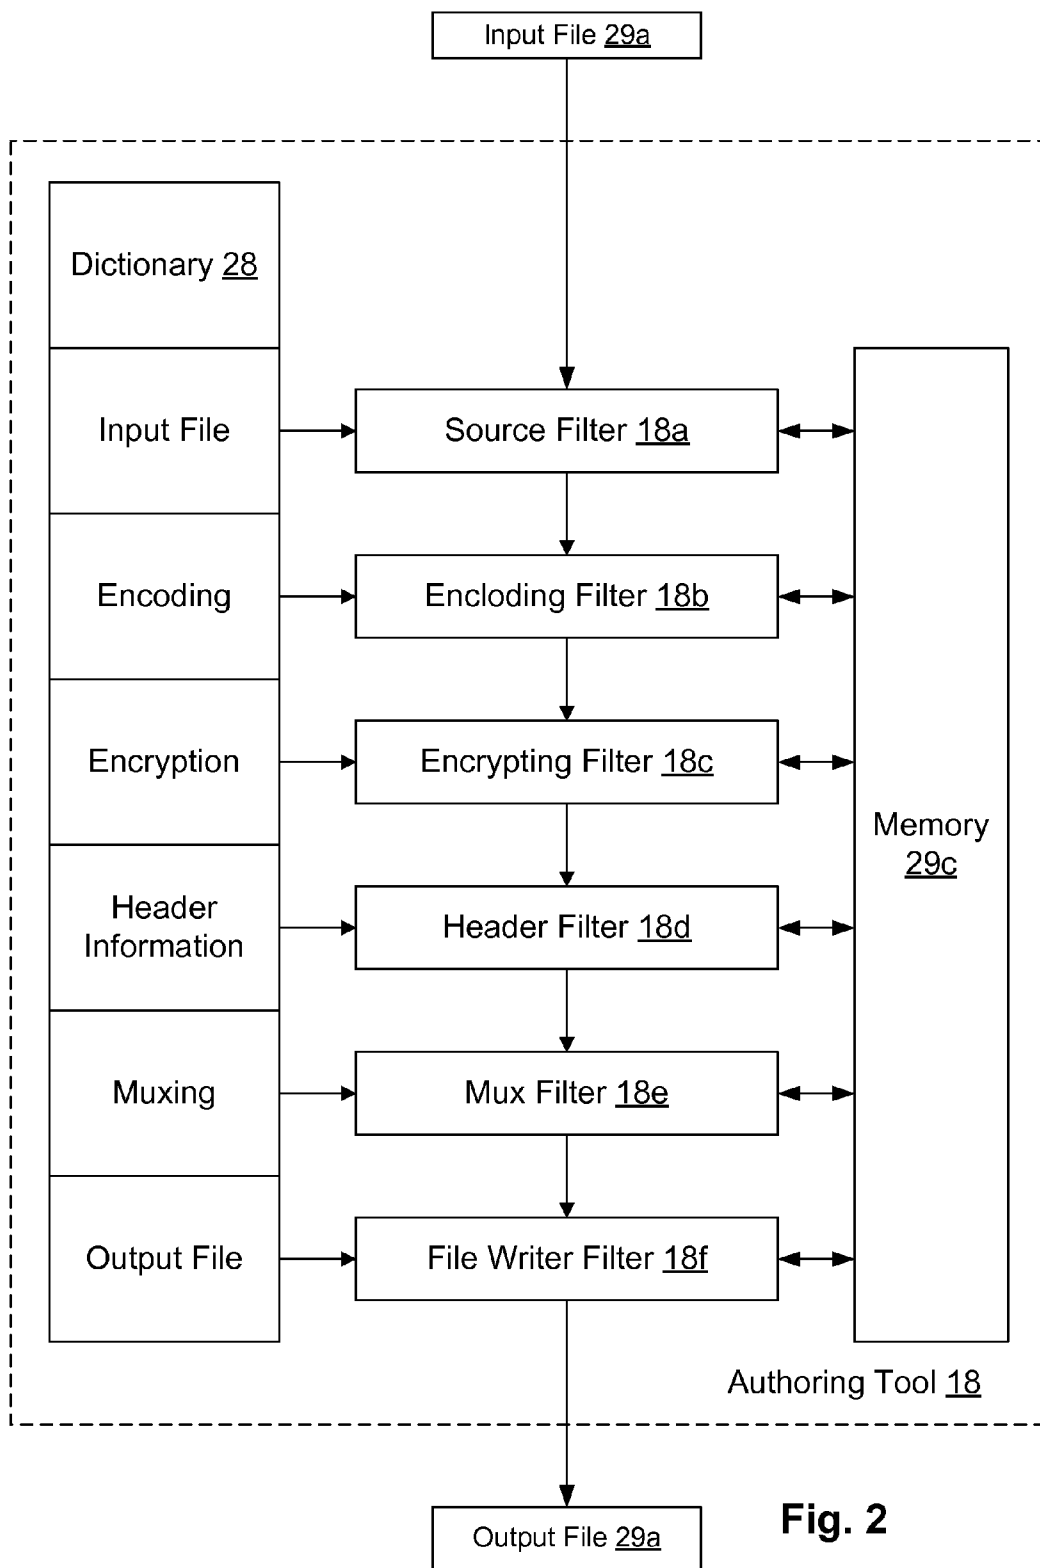 Input File 29a
Dictionary 28
Input File
Source Filter 18a
Encoding
Encloding Filter 18b
Encryption
Encrypting Filter 18c
Memory
29c
Header
Information
Header Filter 18d
Muxing
Mux Filter 18e
Output File
File Writer Filter 18f
Authoring Tool 18
Output File 29a
Fig. 2